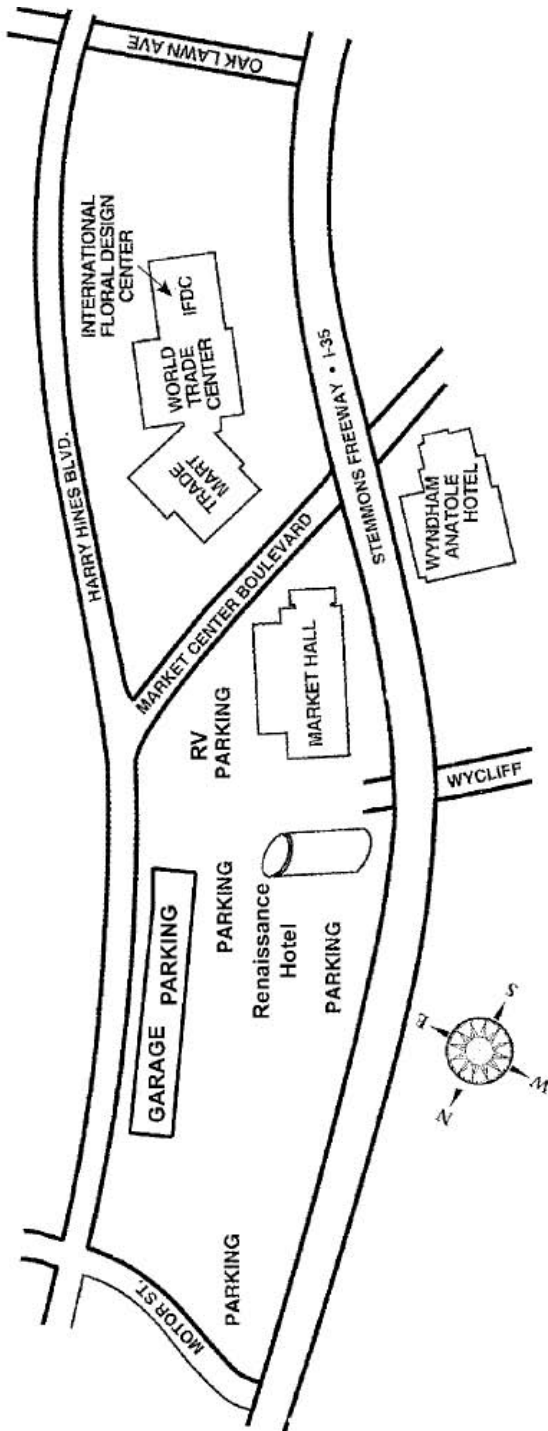 OAK LAWN AVE
INTERNATIONAL
FLORAL DESIGN
CENTER
IFDC
WORLD
TRADE
CENTER
TRADE
MART
HARRY HINES BLVD.
STEMMONS FREEWAY • I-35
MARKET CENTER BOULEVARD
WYNDHAM
ANATOLE
HOTEL
MARKET HALL
RV
PARKING
WYCLIFF
GARAGE PARKING
PARKING
Renaissance
Hotel
PARKING
PARKING
MOTOR ST.
N
E
S
W